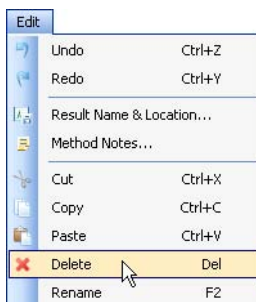 Edit
Undo Ctrl+Z
Redo Ctrl+Y
Result Name & Location...
Method Notes...
Cut Ctrl+X
Copy Ctrl+C
Paste Ctrl+V
Delete Del
Rename F2